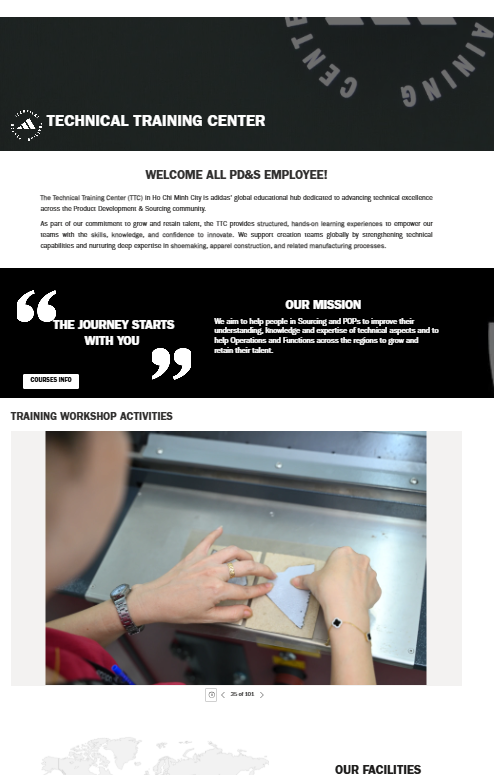 CENTER
TRAINING
TECHNICAL TRAINING CENTER
WELCOME ALL PD&S EMPLOYEE!
The Technical Training Center (TTC) in Ho Chi Minh City is adidas' global educational hub dedicated to advancing technical excellence
across the Product Development & Sourcing community.
As part of our commitment to grow and retain talent, the TTC provides structured, hands-on learning experiences to empower our
teams with the skills, knowledge, and confidence to innovate. We support creation teams globally by strengthening technical
capabilities and nurturing deep expertise in shoemaking, apparel construction, and related manufacturing processes.
“
THE JOURNEY STARTS
WITH YOU
”
COURSES INFO
OUR MISSION
We aim to help people in Sourcing and POPs to improve their
understanding, knowledge and expertise of technical aspects and to
help Operations and Functions across the regions to grow and
retain their talent.
TRAINING WORKSHOP ACTIVITIES
35 of 101
OUR FACILITIES